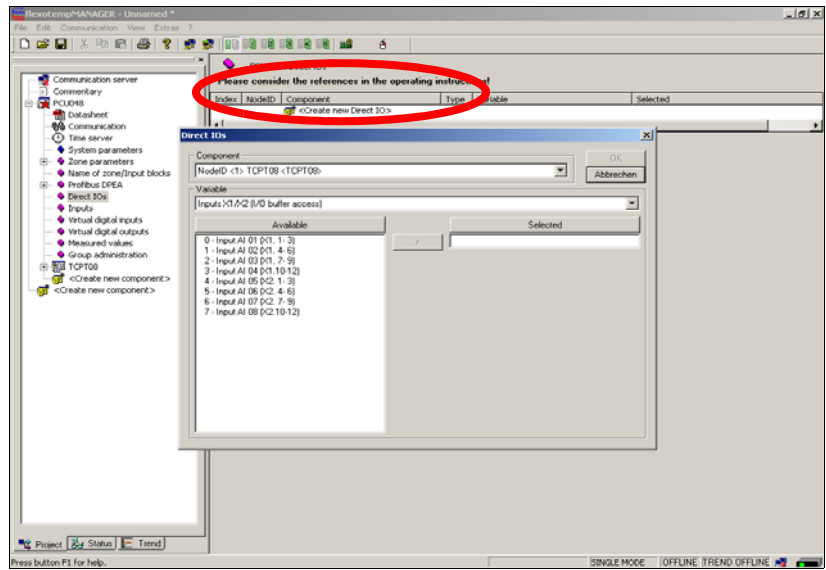 flexotempMANAGER - Unnamed *
File Edit Communication View Extras ?
Please consider the references in the operating instructions!
Index NodeID Component Type Variable Selected
<Create new Direct IO>
Communication server
Commentary
PCU048
Datasheet
Communication
Time server
System parameters
Zone parameters
Name of zone/Input blocks
Profibus DPEA
Direct IOs
Inputs
Virtual digital inputs
Virtual digital outputs
Measured values
Group administration
TCPT08
<Create new component>
<Create new component>
Direct IOs
Component
NodeID <1> TCPT08 <TCPT08>
OK
Abbrechen
Variable
Inputs X1/X2 (I/O buffer access)
Available
Selected
>
0 - Input AI 01 (X1, 1- 3)
1 - Input AI 02 (X1, 4- 6)
2 - Input AI 03 (X1, 7- 9)
3 - Input AI 04 (X1,10-12)
4 - Input AI 05 (X2, 1- 3)
5 - Input AI 06 (X2, 4- 6)
6 - Input AI 07 (X2, 7- 9)
7 - Input AI 08 (X2,10-12)
Project Status Trend
Press button F1 for help.
SINGLE MODE OFFLINE TREND OFFLINE